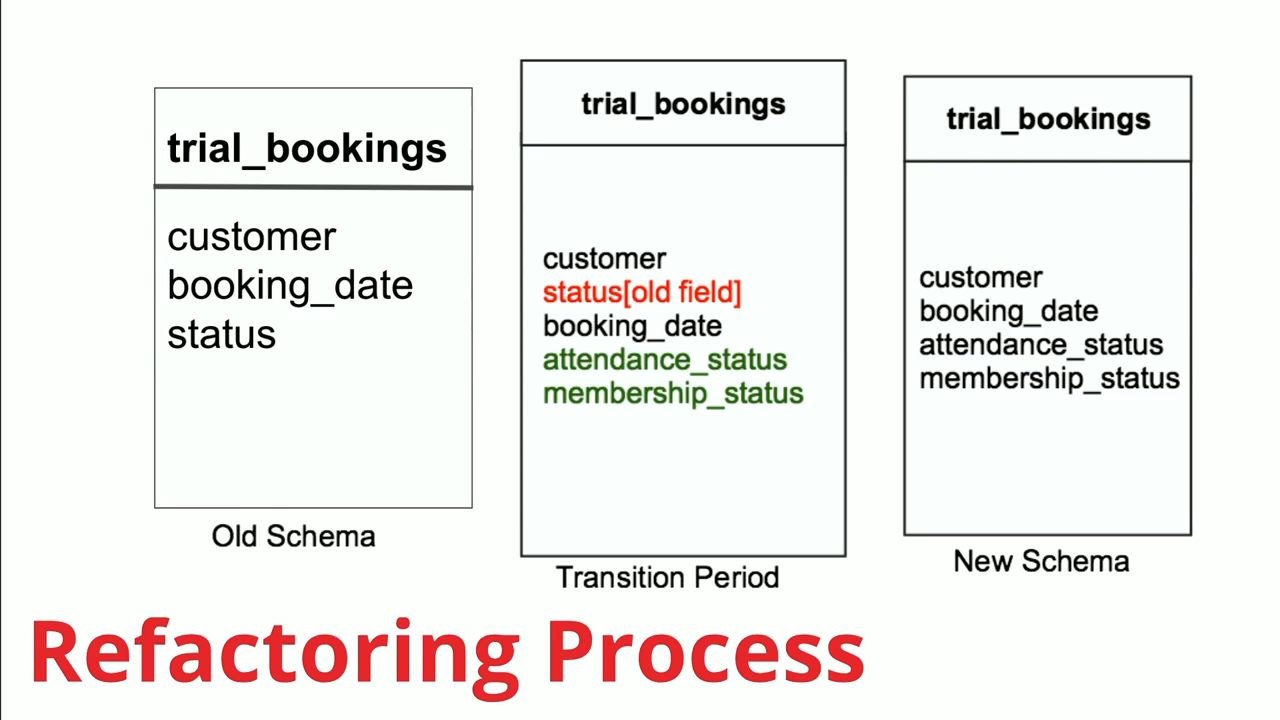 trial_bookings
customer
booking_date
status
Old Schema
trial_bookings
customer
status[old field]
booking_date
attendance_status
membership_status
Transition Period
trial_bookings
customer
booking_date
attendance_status
membership_status
New Schema
Refactoring Process